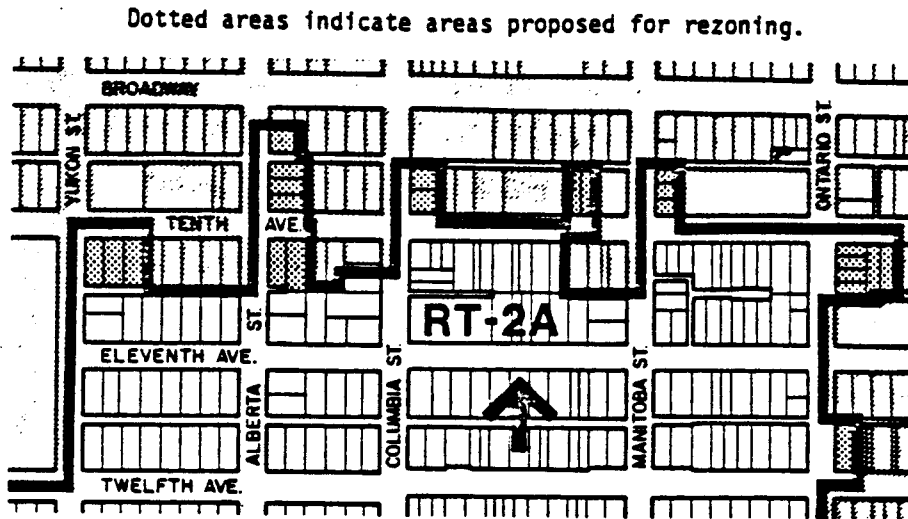 Dotted areas indicate areas proposed for rezoning.
BROADWAY
YUKON ST.
ONTARIO ST.
TENTH AVE.
RT-2A
ELEVENTH AVE.
ALBERTA ST.
COLUMBIA ST.
MANITOBA ST.
TWELFTH AVE.